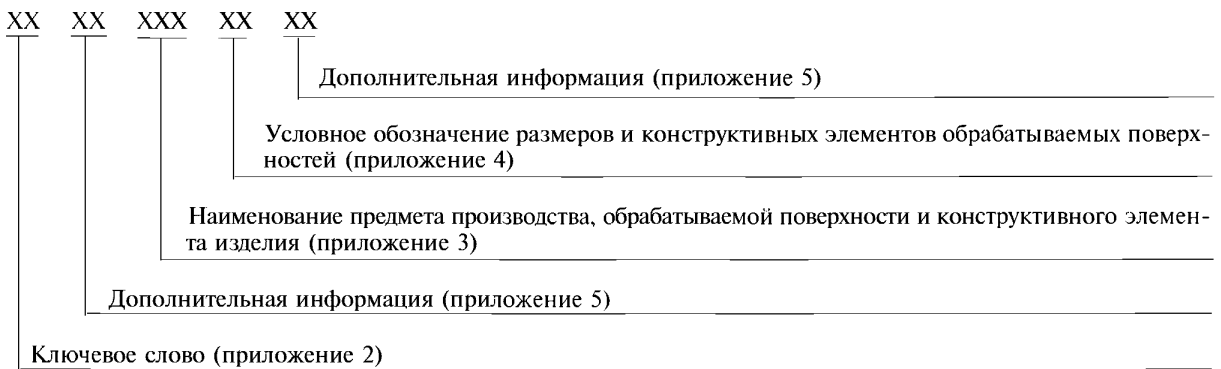 XX XX XXX XX XX
Дополнительная информация (приложение 5)
Условное обозначение размеров и конструктивных элементов обрабатываемых поверх-
ностей (приложение 4)
Наименование предмета производства, обрабатываемой поверхности и конструктивного элемен-
та изделия (приложение 3)
Дополнительная информация (приложение 5)
Ключевое слово (приложение 2)